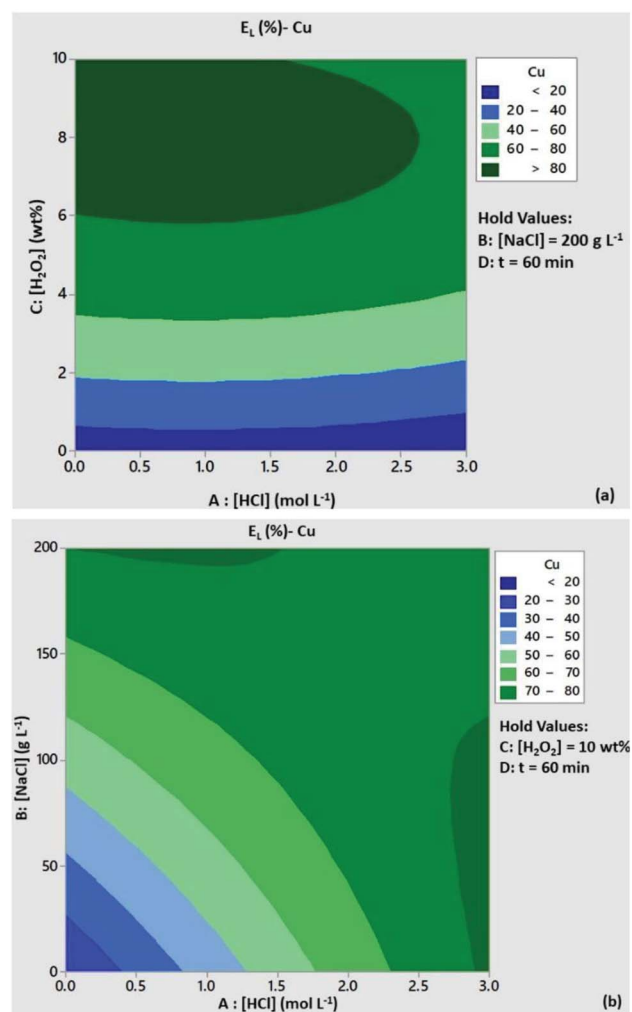 E_L (%)- Cu
10
8
6
4
2
0
C: [H₂O₂] (wt%)
0.0 0.5 1.0 1.5 2.0 2.5 3.0
A : [HCl] (mol L⁻¹)
Cu
< 20
20 – 40
40 – 60
60 – 80
> 80
Hold Values:
B: [NaCl] = 200 g L⁻¹
D: t = 60 min
(a)
E_L (%)- Cu
200
150
100
50
0
B: [NaCl] (g L⁻¹)
0.0 0.5 1.0 1.5 2.0 2.5 3.0
A : [HCl] (mol L⁻¹)
Cu
< 20
20 – 30
30 – 40
40 – 50
50 – 60
60 – 70
70 – 80
Hold Values:
C: [H₂O₂] = 10 wt%
D: t = 60 min
(b)